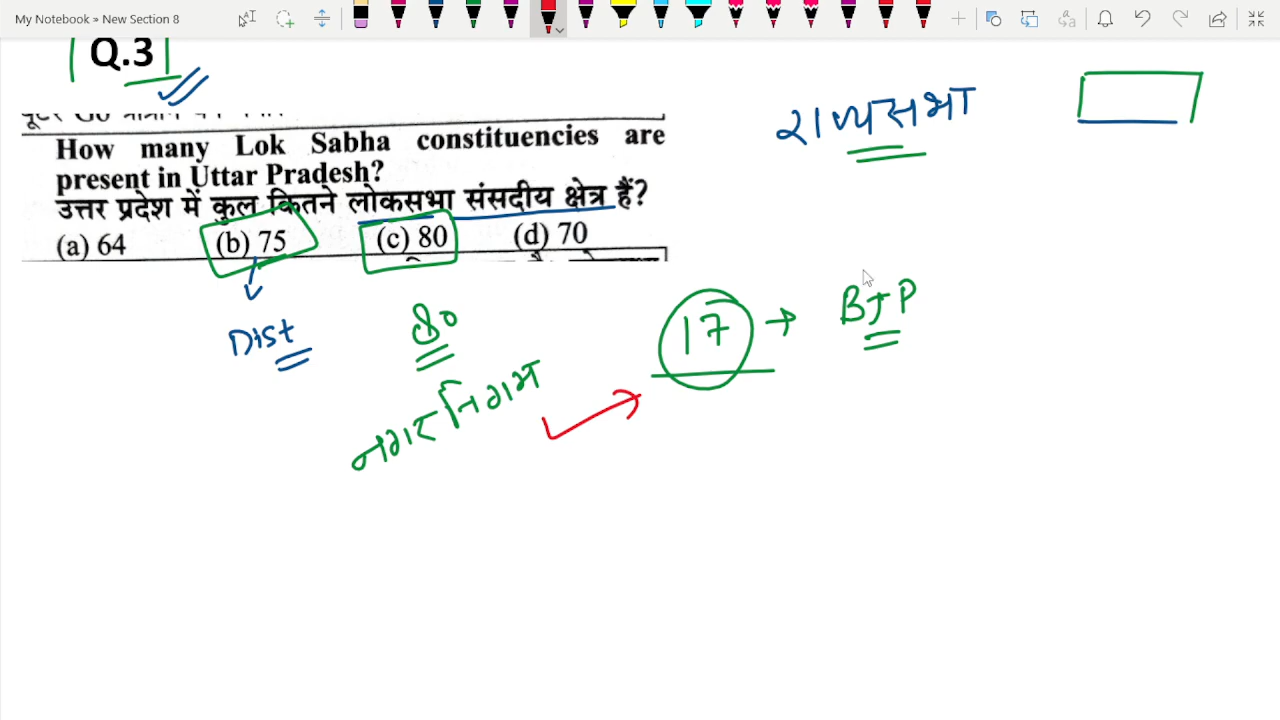 My Notebook » New Section 8
Q.3
How many Lok Sabha constituencies are
present in Uttar Pradesh?
उत्तर प्रदेश में कुल कितने लोकसभा संसदीय क्षेत्र हैं?
(a) 64 (b) 75 (c) 80 (d) 70
राज्यसभा
Dist
80
नगर निगम
17 → BJP